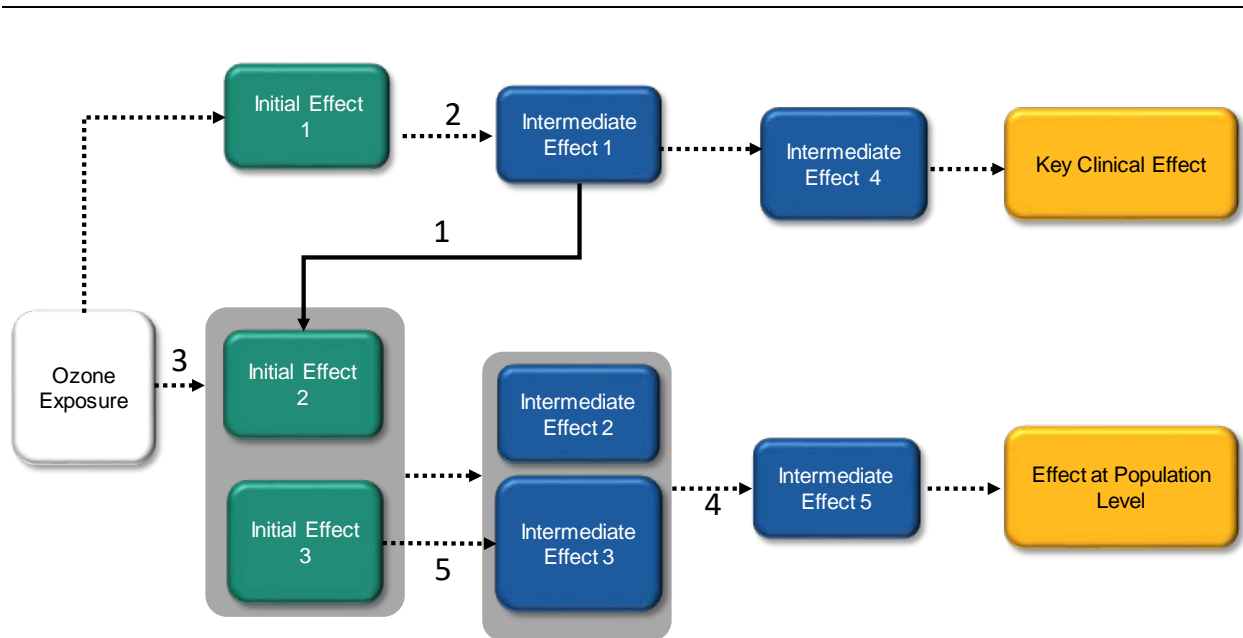 Initial Effect
1
2
Intermediate
Effect 1
Intermediate
Effect 4
Key Clinical Effect
1
Ozone
Exposure
3
Initial Effect
2
Intermediate
Effect 2
Initial Effect
3
5
Intermediate
Effect 3
4
Intermediate
Effect 5
Effect at Population
Level